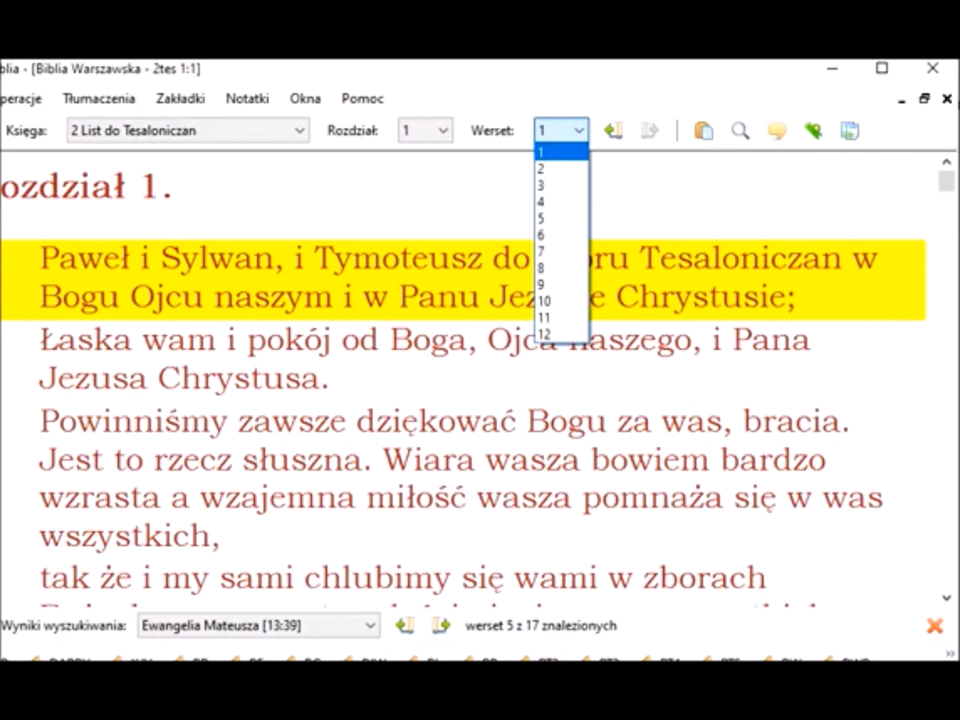 blia - [Biblia Warszawska - 2tes 1:1]
peracje Tłumaczenia Zakładki Notatki Okna Pomoc
Księga: 2 List do Tesaloniczan Rozdział: 1 Werset: 1
1
2
3
4
5
6
7
8
9
10
11
12
ozdział 1.
Paweł i Sylwan, i Tymoteusz do oru Tesaloniczan w
Bogu Ojcu naszym i w Panu Jez e Chrystusie;
Łaska wam i pokój od Boga, Ojca naszego, i Pana
Jezusa Chrystusa.
Powinniśmy zawsze dziękować Bogu za was, bracia.
Jest to rzecz słuszna. Wiara wasza bowiem bardzo
wzrasta a wzajemna miłość wasza pomnaża się w was
wszystkich,
tak że i my sami chlubimy się wami w zborach
Wyniki wyszukiwania: Ewangelia Mateusza [13:39] werset 5 z 17 znalezionych